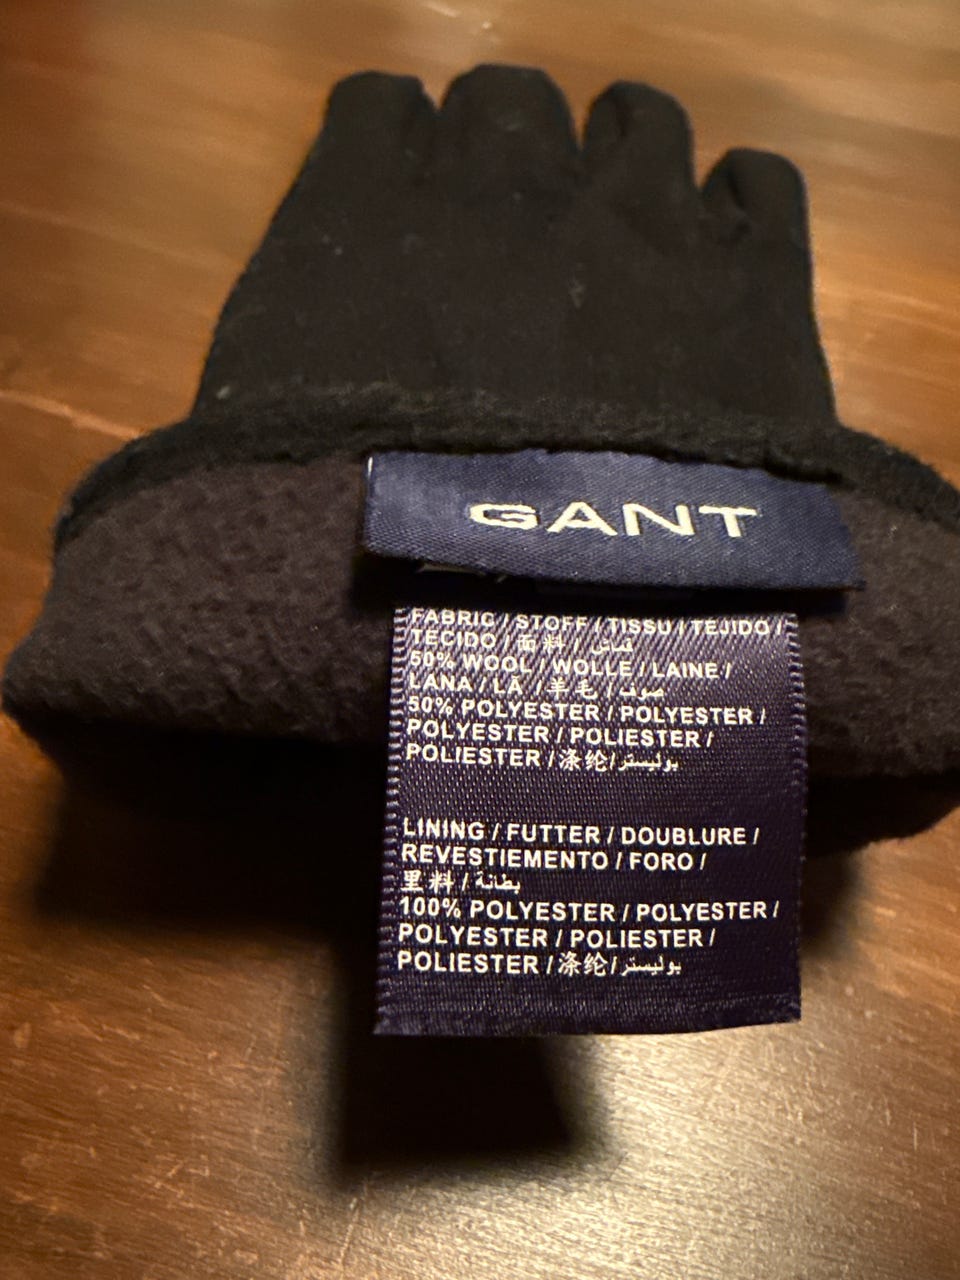 GANT
FABRIC / STOFF / TISSU / TEJIDO /
TECIDO / 面料 / قماش
50% WOOL / WOLLE / LAINE /
LANA / LÃ / 羊毛 / صوف
50% POLYESTER / POLYESTER /
POLYESTER / POLIESTER /
POLIESTER / 涤纶 / بوليستر
LINING / FUTTER / DOUBLURE /
REVESTIEMENTO / FORO /
里料 / بطانة
100% POLYESTER / POLYESTER /
POLYESTER / POLIESTER /
POLIESTER / 涤纶 / بوليستر